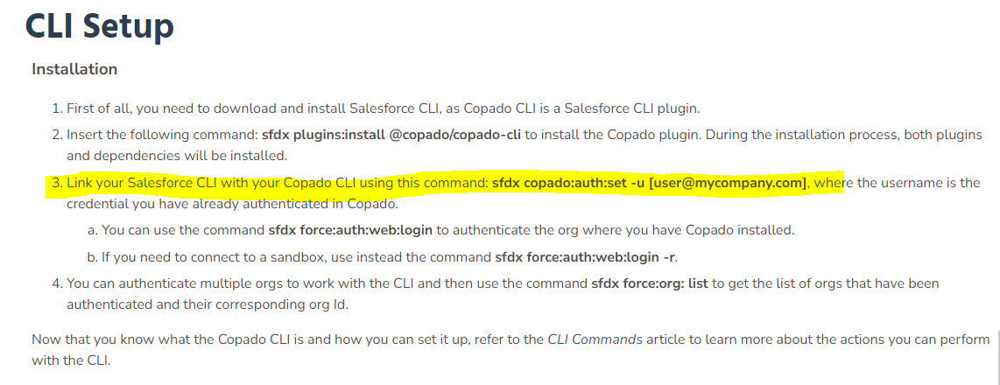 CLI Setup
Installation
1. First of all, you need to download and install Salesforce CLI, as Copado CLI is a Salesforce CLI plugin.
2. Insert the following command: sfdx plugins:install @copado/copado-cli to install the Copado plugin. During the installation process, both plugins
and dependencies will be installed.
3. Link your Salesforce CLI with your Copado CLI using this command: sfdx copado:auth:set -u [user@mycompany.com], where the username is the
credential you have already authenticated in Copado.
a. You can use the command sfdx force:auth:web:login to authenticate the org where you have Copado installed.
b. If you need to connect to a sandbox, use instead the command sfdx force:auth:web:login -r.
4. You can authenticate multiple orgs to work with the CLI and then use the command sfdx force:org: list to get the list of orgs that have been
authenticated and their corresponding org Id.
Now that you know what the Copado CLI is and how you can set it up, refer to the CLI Commands article to learn more about the actions you can perform
with the CLI.